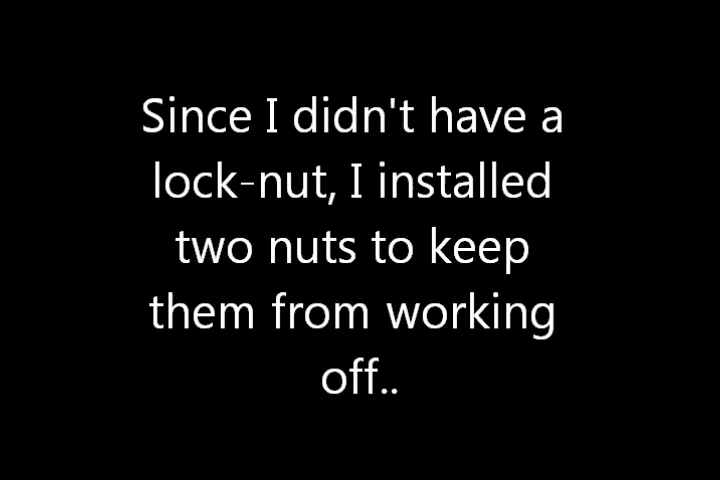 Since I didn't have a
lock-nut, I installed
two nuts to keep
them from working
off..